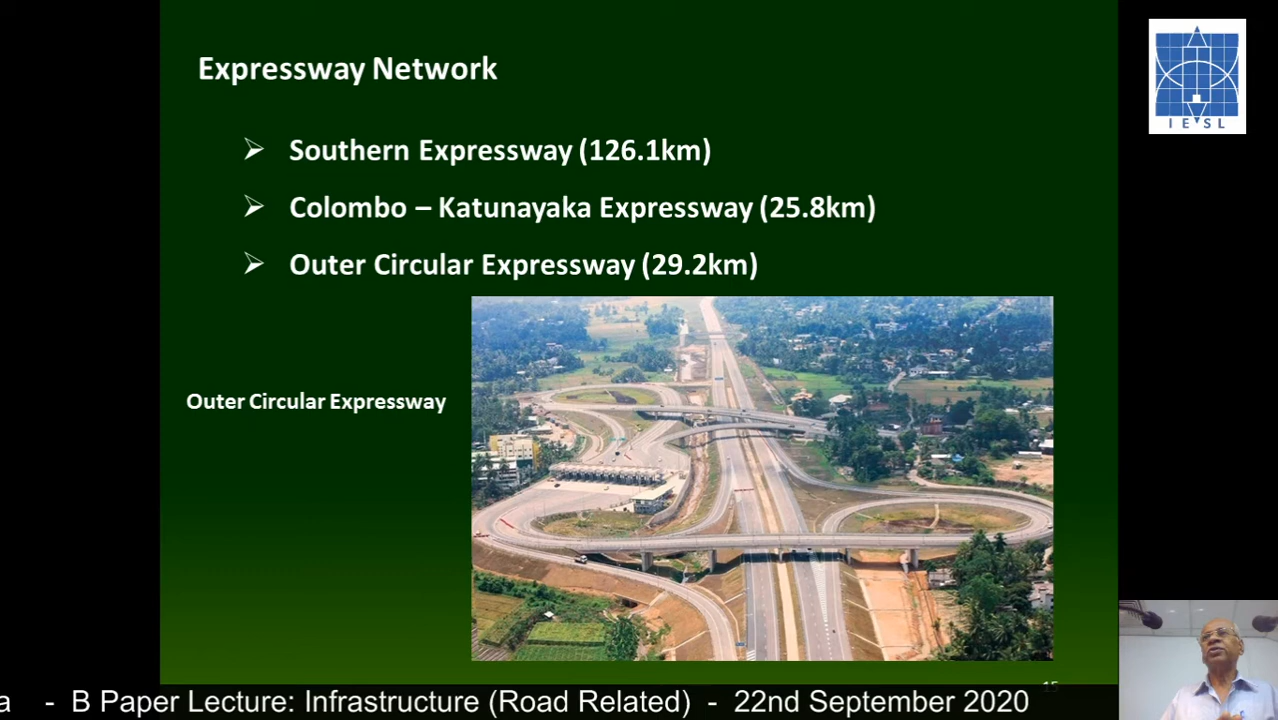 Expressway Network
IESL
Southern Expressway (126.1km)
Colombo – Katunayaka Expressway (25.8km)
Outer Circular Expressway (29.2km)
Outer Circular Expressway
15
a - B Paper Lecture: Infrastructure (Road Related) - 22nd September 2020